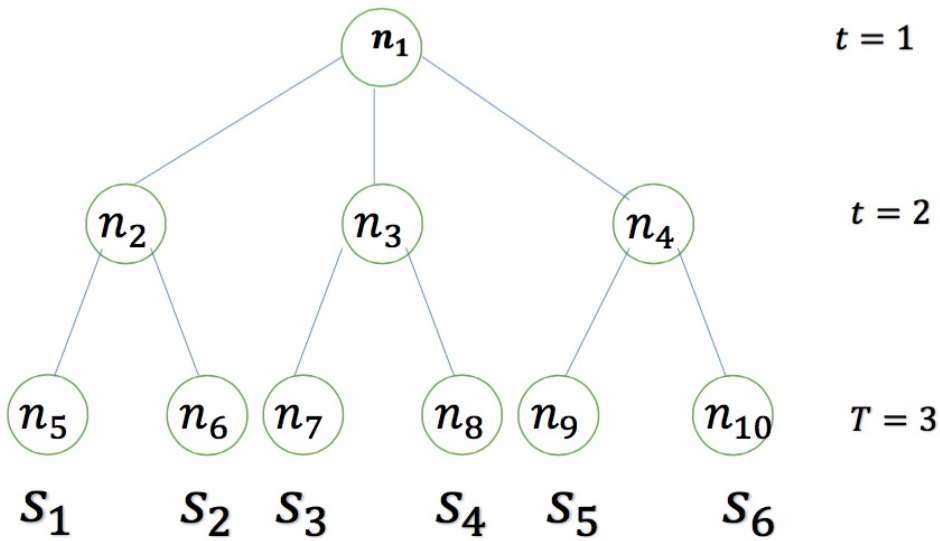 n₁ t = 1
n₂ n₃ n₄ t = 2
n₅ n₆ n₇ n₈ n₉ n₁₀ T = 3
S₁ S₂ S₃ S₄ S₅ S₆